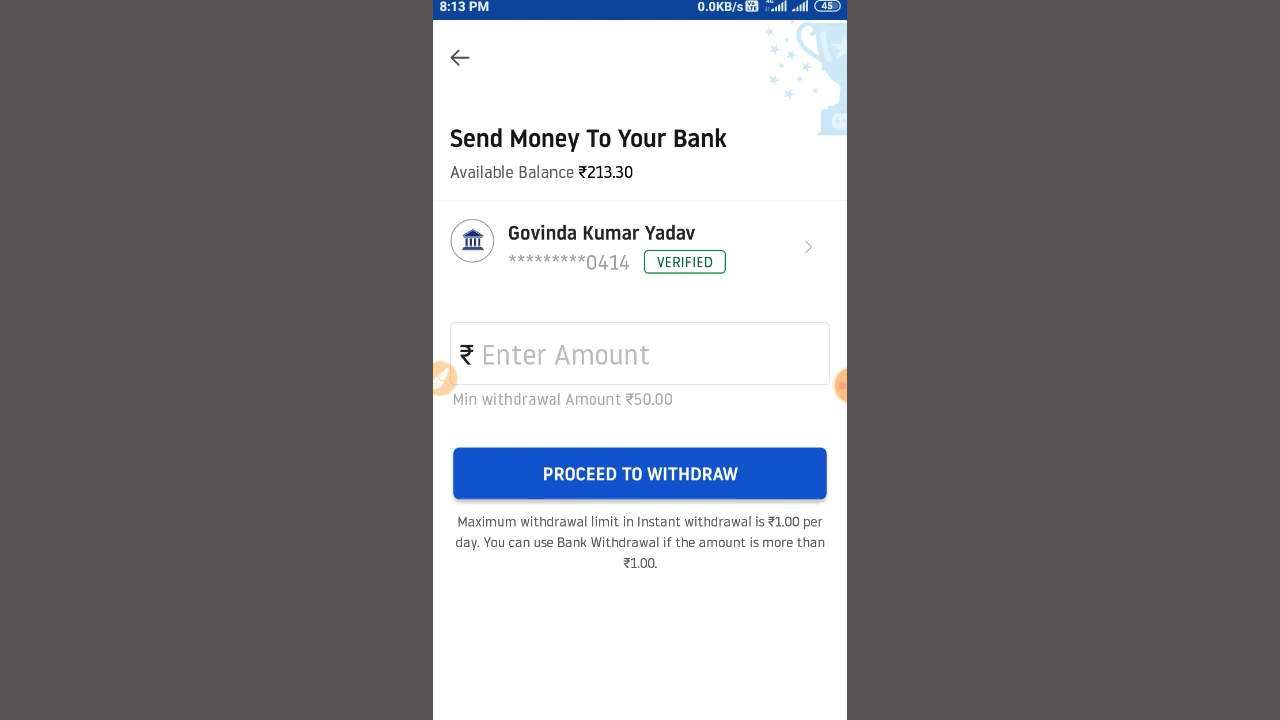 8:13 PM 0.0KB/s 45
Send Money To Your Bank
Available Balance ₹213.30
Govinda Kumar Yadav
*********0414 VERIFIED
₹ Enter Amount
Min withdrawal Amount ₹50.00
PROCEED TO WITHDRAW
Maximum withdrawal limit in Instant withdrawal is ₹1.00 per
day. You can use Bank Withdrawal if the amount is more than
₹1.00.